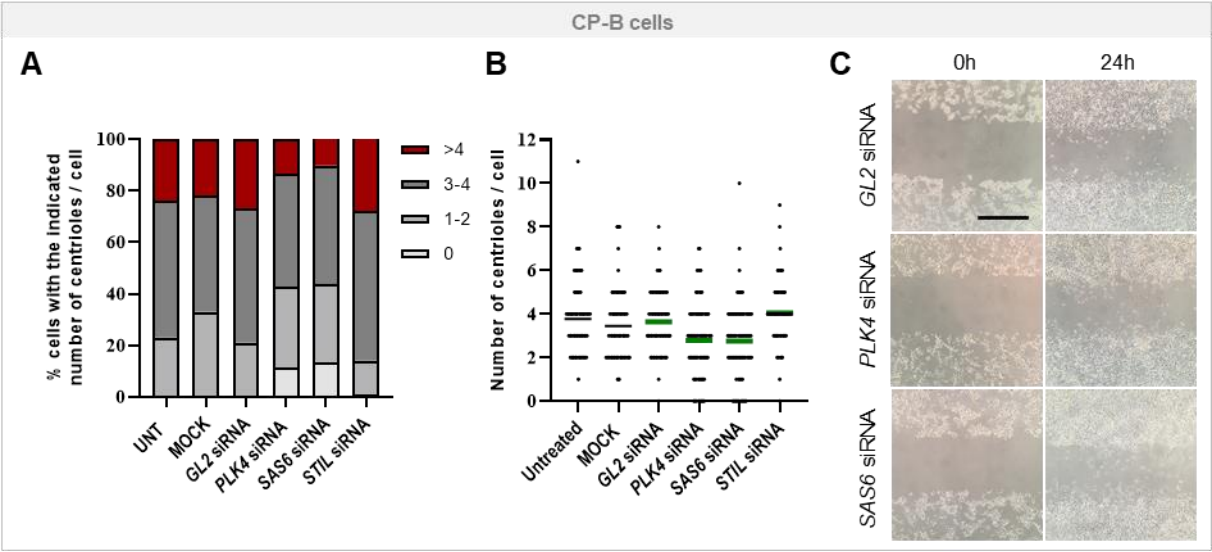 CP-B cells
A
% cells with the indicated
number of centrioles / cell
100
80
60
40
20
0
UNT
MOCK
GL2 siRNA
PLK4 siRNA
SAS6 siRNA
STIL siRNA
>4
3-4
1-2
0
B
Number of centrioles / cell
12
10
8
6
4
2
0
Untreated
MOCK
GL2 siRNA
PLK4 siRNA
SAS6 siRNA
STIL siRNA
C
0h
24h
GL2 siRNA
PLK4 siRNA
SAS6 siRNA